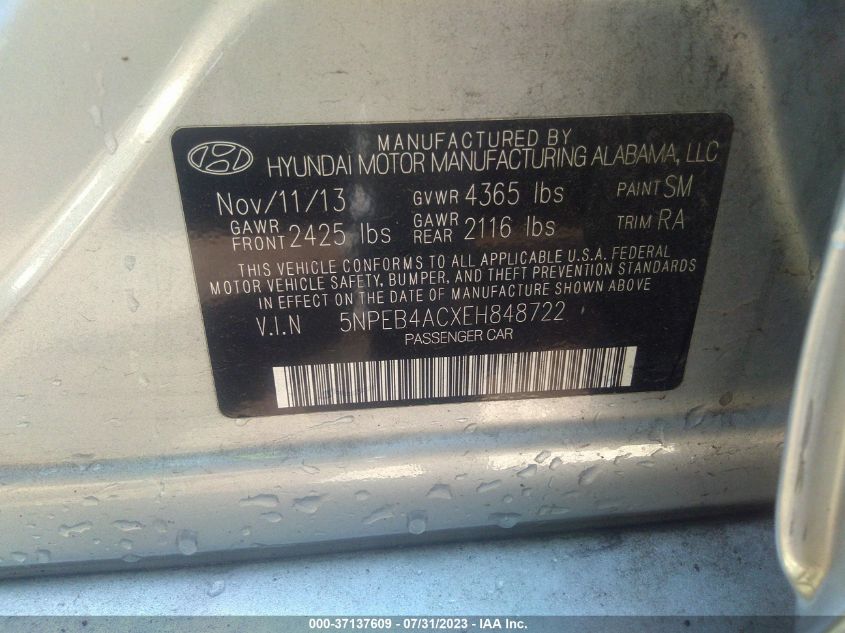 MANUFACTURED BY
HYUNDAI MOTOR MANUFACTURING ALABAMA, LLC
Nov/11/13 GVWR 4365 lbs PAINT SM
GAWR FRONT 2425 lbs GAWR REAR 2116 lbs TRIM RA
THIS VEHICLE CONFORMS TO ALL APPLICABLE U.S.A. FEDERAL
MOTOR VEHICLE SAFETY, BUMPER, AND THEFT PREVENTION STANDARDS
IN EFFECT ON THE DATE OF MANUFACTURE SHOWN ABOVE
V.I.N 5NPEB4ACXEH848722
PASSENGER CAR
000-37137609 - 07/31/2023 - IAA Inc.